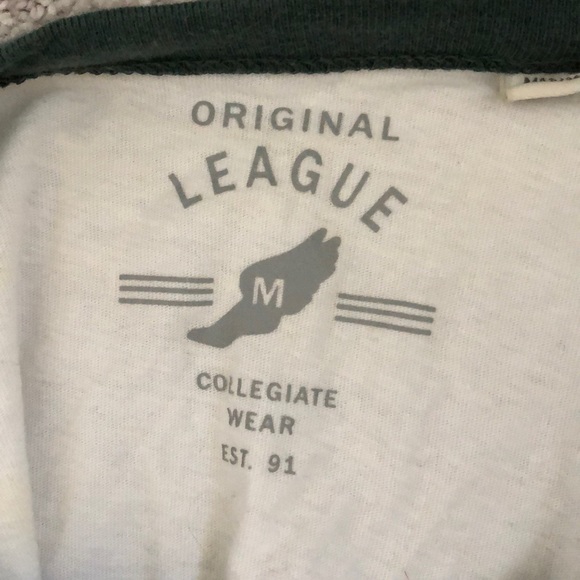 ORIGINAL
LEAGUE
M
COLLEGIATE
WEAR
EST. 91